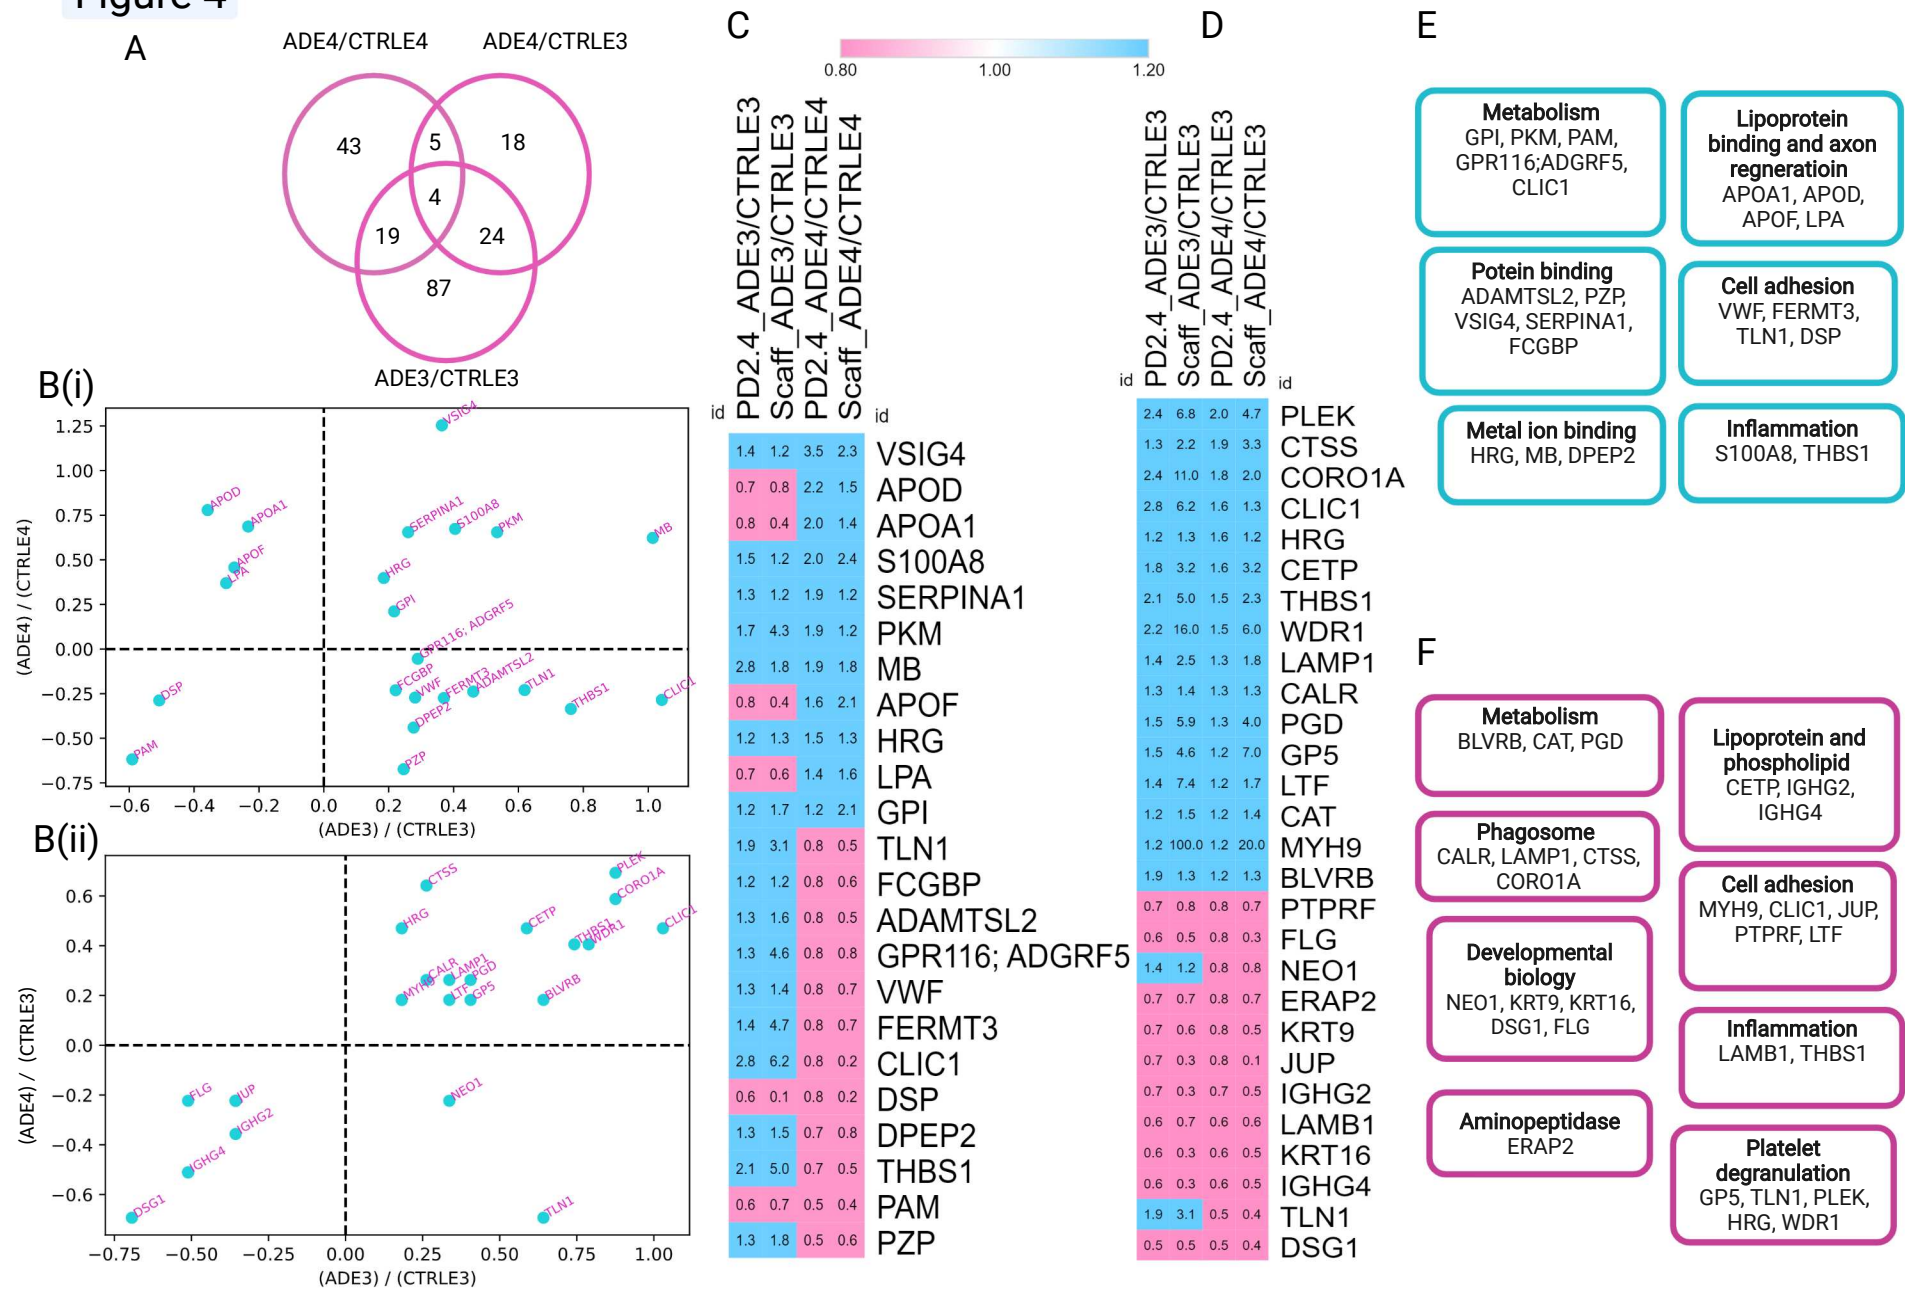 Figure 4
A
ADE4/CTRLE4
ADE4/CTRLE3
43
5
18
4
19
24
87
ADE3/CTRLE3
B(i)
(ADE4) / (CTRLE4)
1.25
1.00
0.75
0.50
0.25
0.00
−0.25
−0.50
−0.75
VSIG4
APOD
APOA1
SERPINA1
S100A8
PKM
MB
APOF
LPA
HRG
GPI
GPR116; ADGRF5
FCGBP
VWF
FERMT3
ADAMTSL2
TLN1
THBS1
CLIC1
DPEP2
PZP
DSP
PAM
−0.6 −0.4 −0.2 0.0 0.2 0.4 0.6 0.8 1.0
(ADE3) / (CTRLE3)
B(ii)
(ADE4) / (CTRLE3)
0.6
0.4
0.2
0.0
−0.2
−0.4
−0.6
PLEK
CTSS
CORO1A
HRG
CETP
THBS1
WDR1
CLIC1
CALR
LAMP1
PGD
MYH9
LTF
GP5
BLVRB
FLG
JUP
NEO1
IGHG2
IGHG4
DSG1
TLN1
−0.75 −0.50 −0.25 0.00 0.25 0.50 0.75 1.00
(ADE3) / (CTRLE3)
C
0.80 1.00 1.20
id
PD2.4_ADE3/CTRLE3
Scaff_ADE3/CTRLE3
PD2.4_ADE4/CTRLE4
Scaff_ADE4/CTRLE4
id
1.4 1.2 3.5 2.3 VSIG4
0.7 0.8 2.2 1.5 APOD
0.8 0.4 2.0 1.4 APOA1
1.5 1.2 2.0 2.4 S100A8
1.3 1.2 1.9 1.2 SERPINA1
1.7 4.3 1.9 1.2 PKM
2.8 1.8 1.9 1.8 MB
0.8 0.4 1.6 2.1 APOF
1.2 1.3 1.5 1.3 HRG
0.7 0.6 1.4 1.6 LPA
1.2 1.7 1.2 2.1 GPI
1.9 3.1 0.8 0.5 TLN1
1.2 1.2 0.8 0.6 FCGBP
1.3 1.6 0.8 0.5 ADAMTSL2
1.3 4.6 0.8 0.8 GPR116; ADGRF5
1.3 1.4 0.8 0.7 VWF
1.4 4.7 0.8 0.7 FERMT3
2.8 6.2 0.8 0.2 CLIC1
0.6 0.1 0.8 0.2 DSP
1.3 1.5 0.7 0.8 DPEP2
2.1 5.0 0.7 0.5 THBS1
0.6 0.7 0.5 0.4 PAM
1.3 1.8 0.5 0.6 PZP
D
id
PD2.4_ADE3/CTRLE3
Scaff_ADE3/CTRLE3
PD2.4_ADE4/CTRLE3
Scaff_ADE4/CTRLE3
id
2.4 6.8 2.0 4.7 PLEK
1.3 2.2 1.9 3.3 CTSS
2.4 11.0 1.8 2.0 CORO1A
2.8 6.2 1.6 1.3 CLIC1
1.2 1.3 1.6 1.2 HRG
1.8 3.2 1.6 3.2 CETP
2.1 5.0 1.5 2.3 THBS1
2.2 16.0 1.5 6.0 WDR1
1.4 2.5 1.3 1.8 LAMP1
1.3 1.4 1.3 1.3 CALR
1.5 5.9 1.3 4.0 PGD
1.5 4.6 1.2 7.0 GP5
1.4 7.4 1.2 1.7 LTF
1.2 1.5 1.2 1.4 CAT
1.2 100.0 1.2 20.0 MYH9
1.9 1.3 1.2 1.3 BLVRB
0.7 0.8 0.8 0.7 PTPRF
0.6 0.5 0.8 0.3 FLG
1.4 1.2 0.8 0.8 NEO1
0.7 0.7 0.8 0.7 ERAP2
0.7 0.6 0.8 0.5 KRT9
0.7 0.3 0.8 0.1 JUP
0.7 0.3 0.7 0.5 IGHG2
0.6 0.7 0.6 0.6 LAMB1
0.6 0.3 0.6 0.5 KRT16
0.6 0.3 0.6 0.5 IGHG4
1.9 3.1 0.5 0.4 TLN1
0.5 0.5 0.5 0.4 DSG1
E
Metabolism
GPI, PKM, PAM,
GPR116;ADGRF5,
CLIC1
Lipoprotein
binding and axon
regneratioin
APOA1, APOD,
APOF, LPA
Potein binding
ADAMTSL2, PZP,
VSIG4, SERPINA1,
FCGBP
Cell adhesion
VWF, FERMT3,
TLN1, DSP
Metal ion binding
HRG, MB, DPEP2
Inflammation
S100A8, THBS1
F
Metabolism
BLVRB, CAT, PGD
Lipoprotein and
phospholipid
CETP, IGHG2,
IGHG4
Phagosome
CALR, LAMP1, CTSS,
CORO1A
Cell adhesion
MYH9, CLIC1, JUP,
PTPRF, LTF
Developmental
biology
NEO1, KRT9, KRT16,
DSG1, FLG
Inflammation
LAMB1, THBS1
Aminopeptidase
ERAP2
Platelet
degranulation
GP5, TLN1, PLEK,
HRG, WDR1